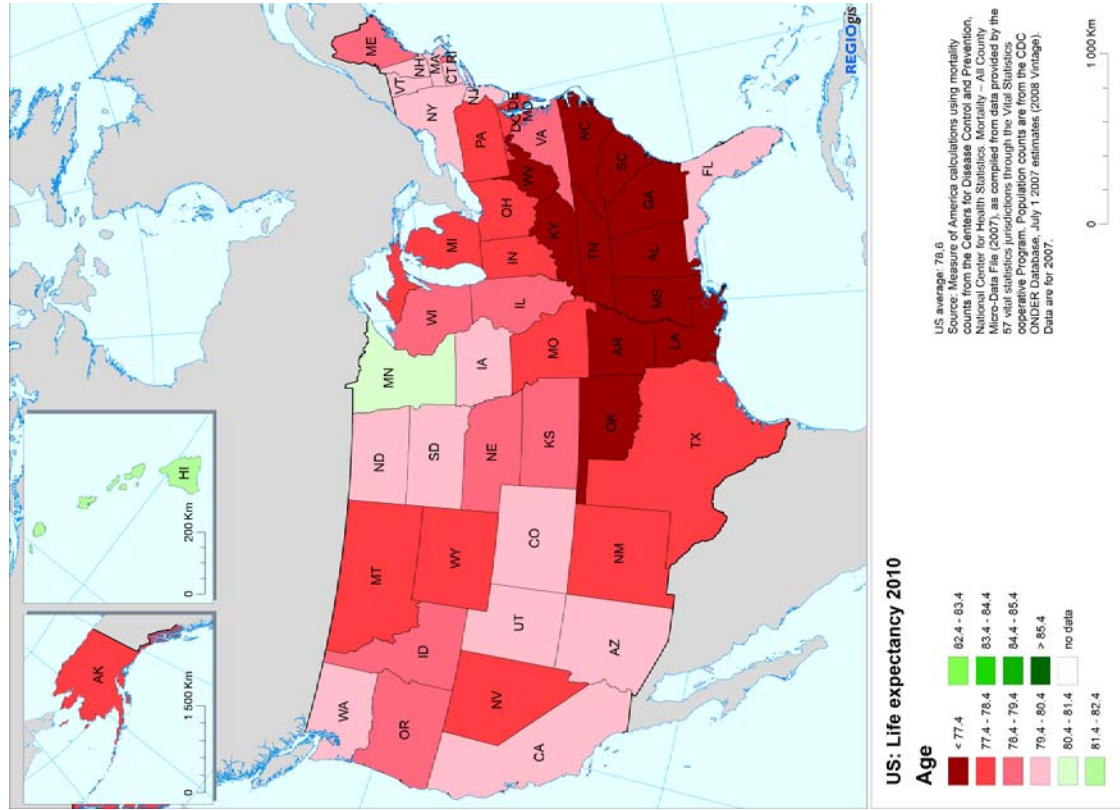 AK
1 500 Km
0
HI
200 Km
0
WA
MT
ND
MN
ME
VT
NH
NY
MA
CT
RI
OR
ID
WY
SD
WI
MI
PA
NJ
NV
UT
CO
NE
IA
IL
IN
OH
DC
DE
MD
WV
VA
CA
AZ
NM
KS
MO
KY
NC
OK
AR
TN
SC
TX
LA
MS
AL
GA
FL
REGIOgis
US: Life expectancy 2010
Age
< 77.4
77.4 - 78.4
78.4 - 79.4
79.4 - 80.4
80.4 - 81.4
81.4 - 82.4
82.4 - 83.4
83.4 - 84.4
84.4 - 85.4
> 85.4
no data
US average: 78,6
Source: Measure of America calculations using mortality
counts from the Centers for Disease Control and Prevention,
National Center for Health Statistics. Mortality – All County
Micro-Data File (2007), as compiled from data provided by the
57 vital statistics jurisdictions through the Vital Statistics
ooperative Program. Population counts are from the CDC
ONDER Database, July 1 2007 estimates (2008 Vintage).
Data are for 2007.
0
1 000 Km